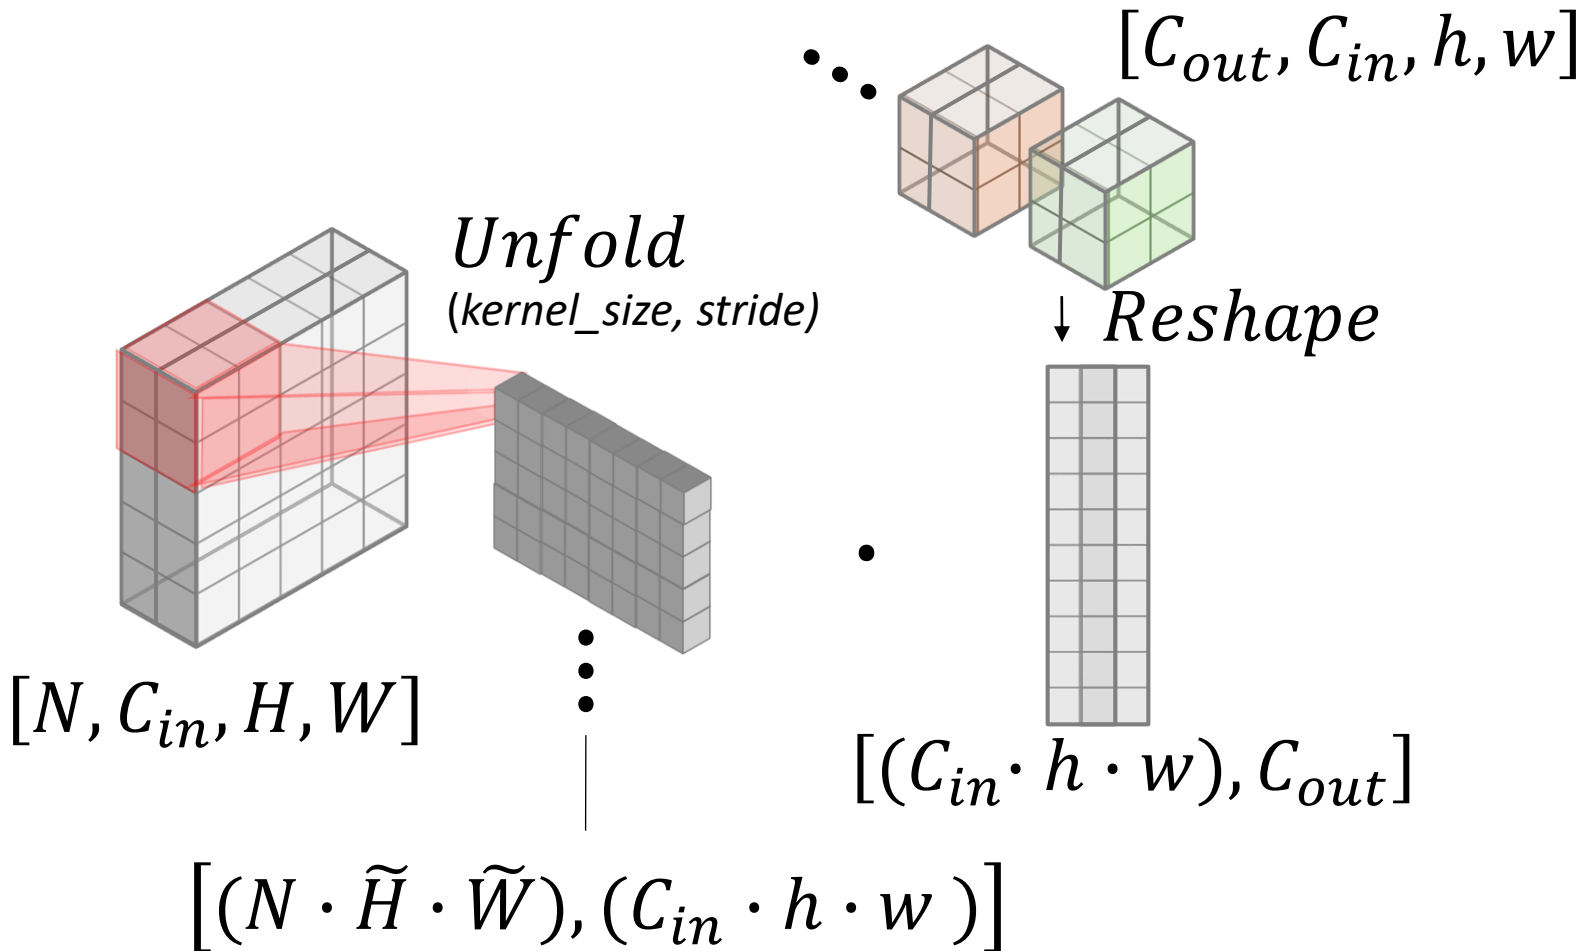 [C_out, C_in, h, w]
Unfold
(kernel_size, stride)
Reshape
[N, C_in, H, W]
[(C_in · h · w), C_out]
[(N · H̃ · W̃), (C_in · h · w )]